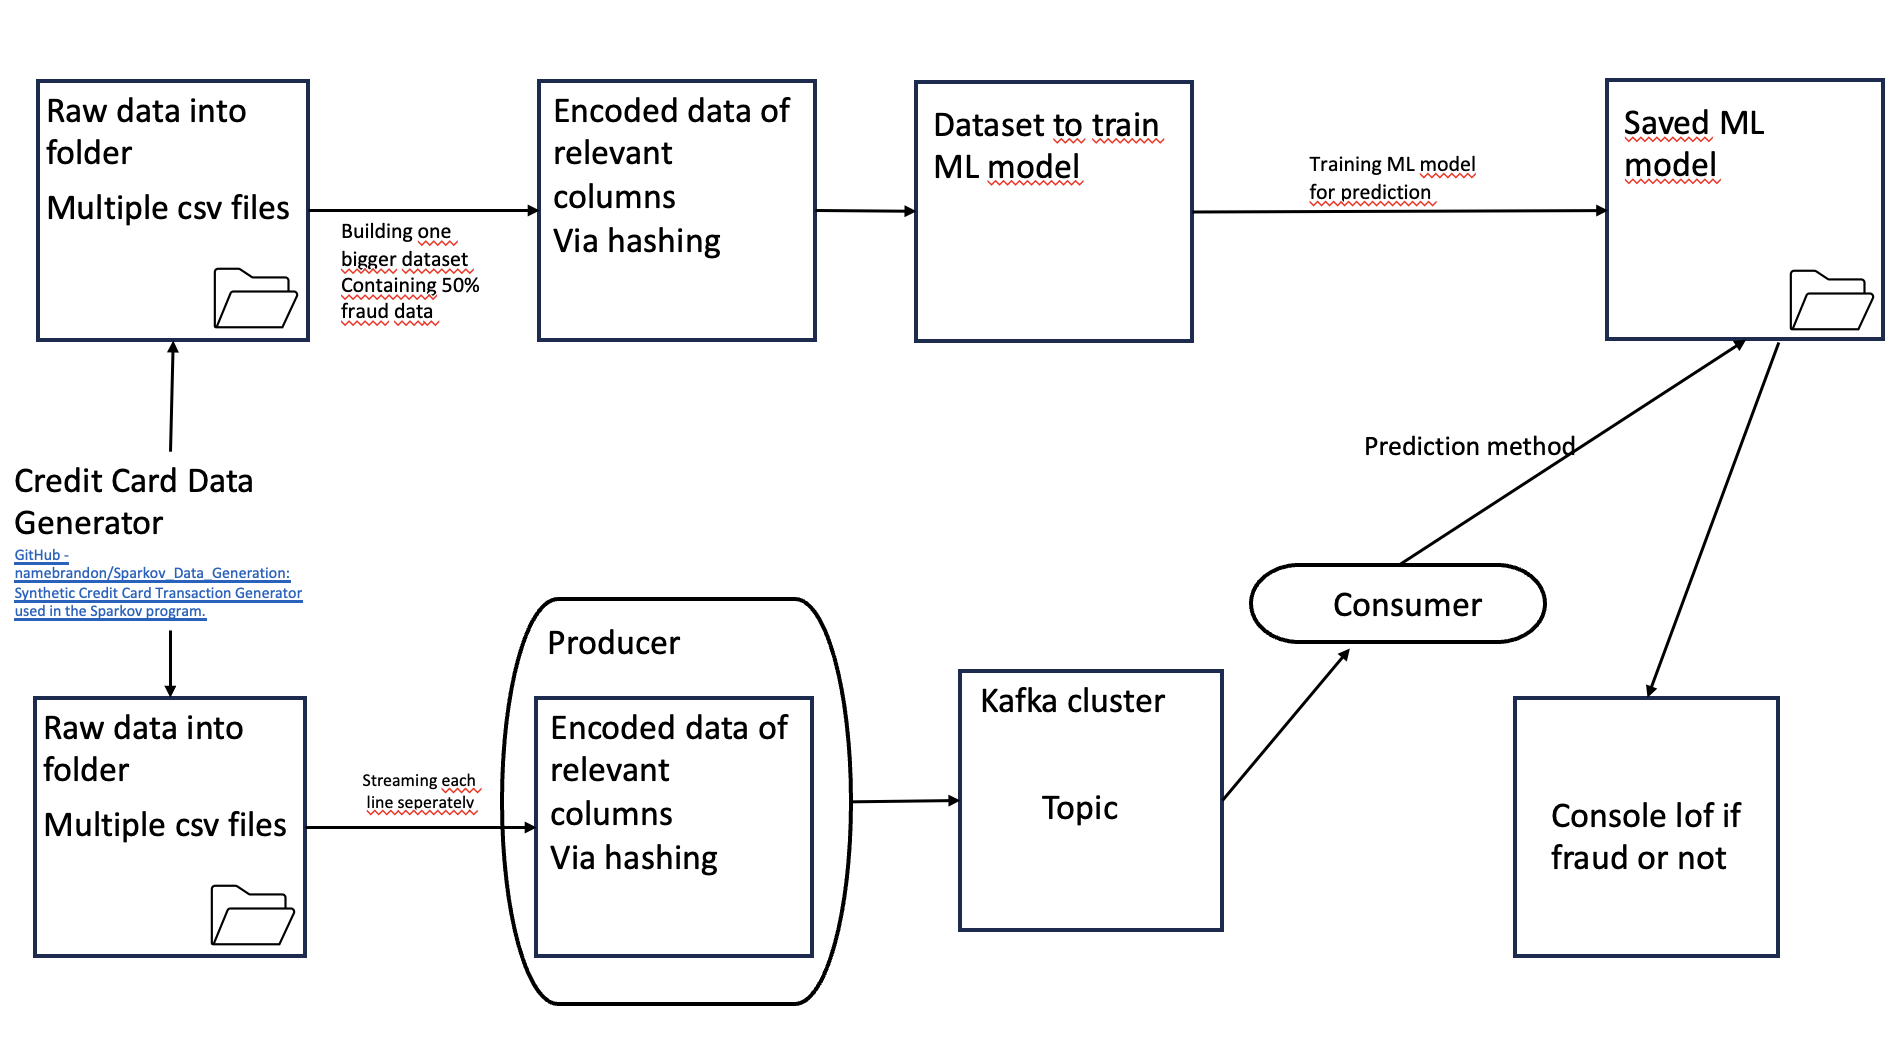 Raw data into
folder
Multiple csv files
Building one
bigger dataset
Containing 50%
fraud data
Encoded data of
relevant
columns
Via hashing
Dataset to train
ML model
Training ML model
for prediction
Saved ML
model
Credit Card Data
Generator
GitHub -
namebrandon/Sparkov_Data_Generation:
Synthetic Credit Card Transaction Generator
used in the Sparkov program.
Raw data into
folder
Multiple csv files
Streaming each
line seperately
Producer
Encoded data of
relevant
columns
Via hashing
Kafka cluster
Topic
Consumer
Prediction method
Console lof if
fraud or not